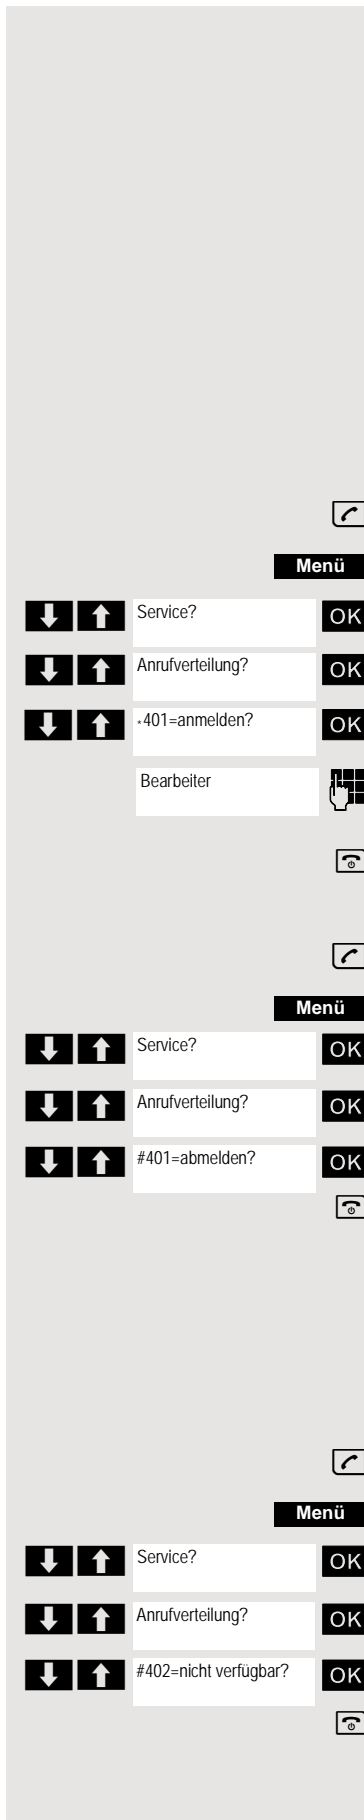 Menü
Service? OK
Anrufverteilung? OK
*401=anmelden? OK
Bearbeiter
Menü
Service? OK
Anrufverteilung? OK
#401=abmelden? OK
Menü
Service? OK
Anrufverteilung? OK
#402=nicht verfügbar? OK